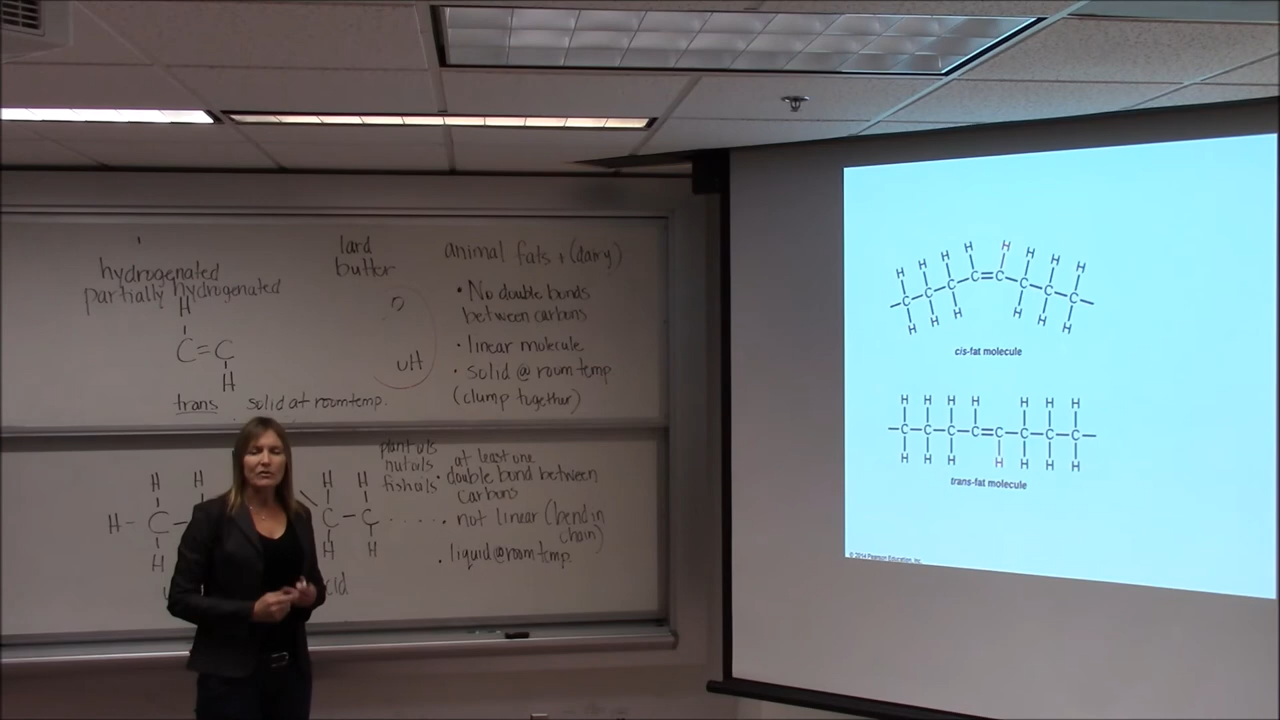 hydrogenated
partially hydrogenated
H
C=C
H
trans
solid at room temp.
lard
butter
animal fats + (dairy)
• No double bonds
between carbons
• linear molecule
• solid @ room temp
(clump together)
plant oils
nut oils
fish oils
at least one
• double bond between
carbons
• not linear (bend in
chain)
• liquid @ room temp.
H H H H
H - C - C - C . . . . .
H H H
H H H H H H H H
-C-C-C-C=C-C-C-C-
H H H H H H
cis-fat molecule
H H H H H H H
-C-C-C-C=C-C-C-C-
H H H H H H H
trans-fat molecule
© 2014 Pearson Education, Inc.